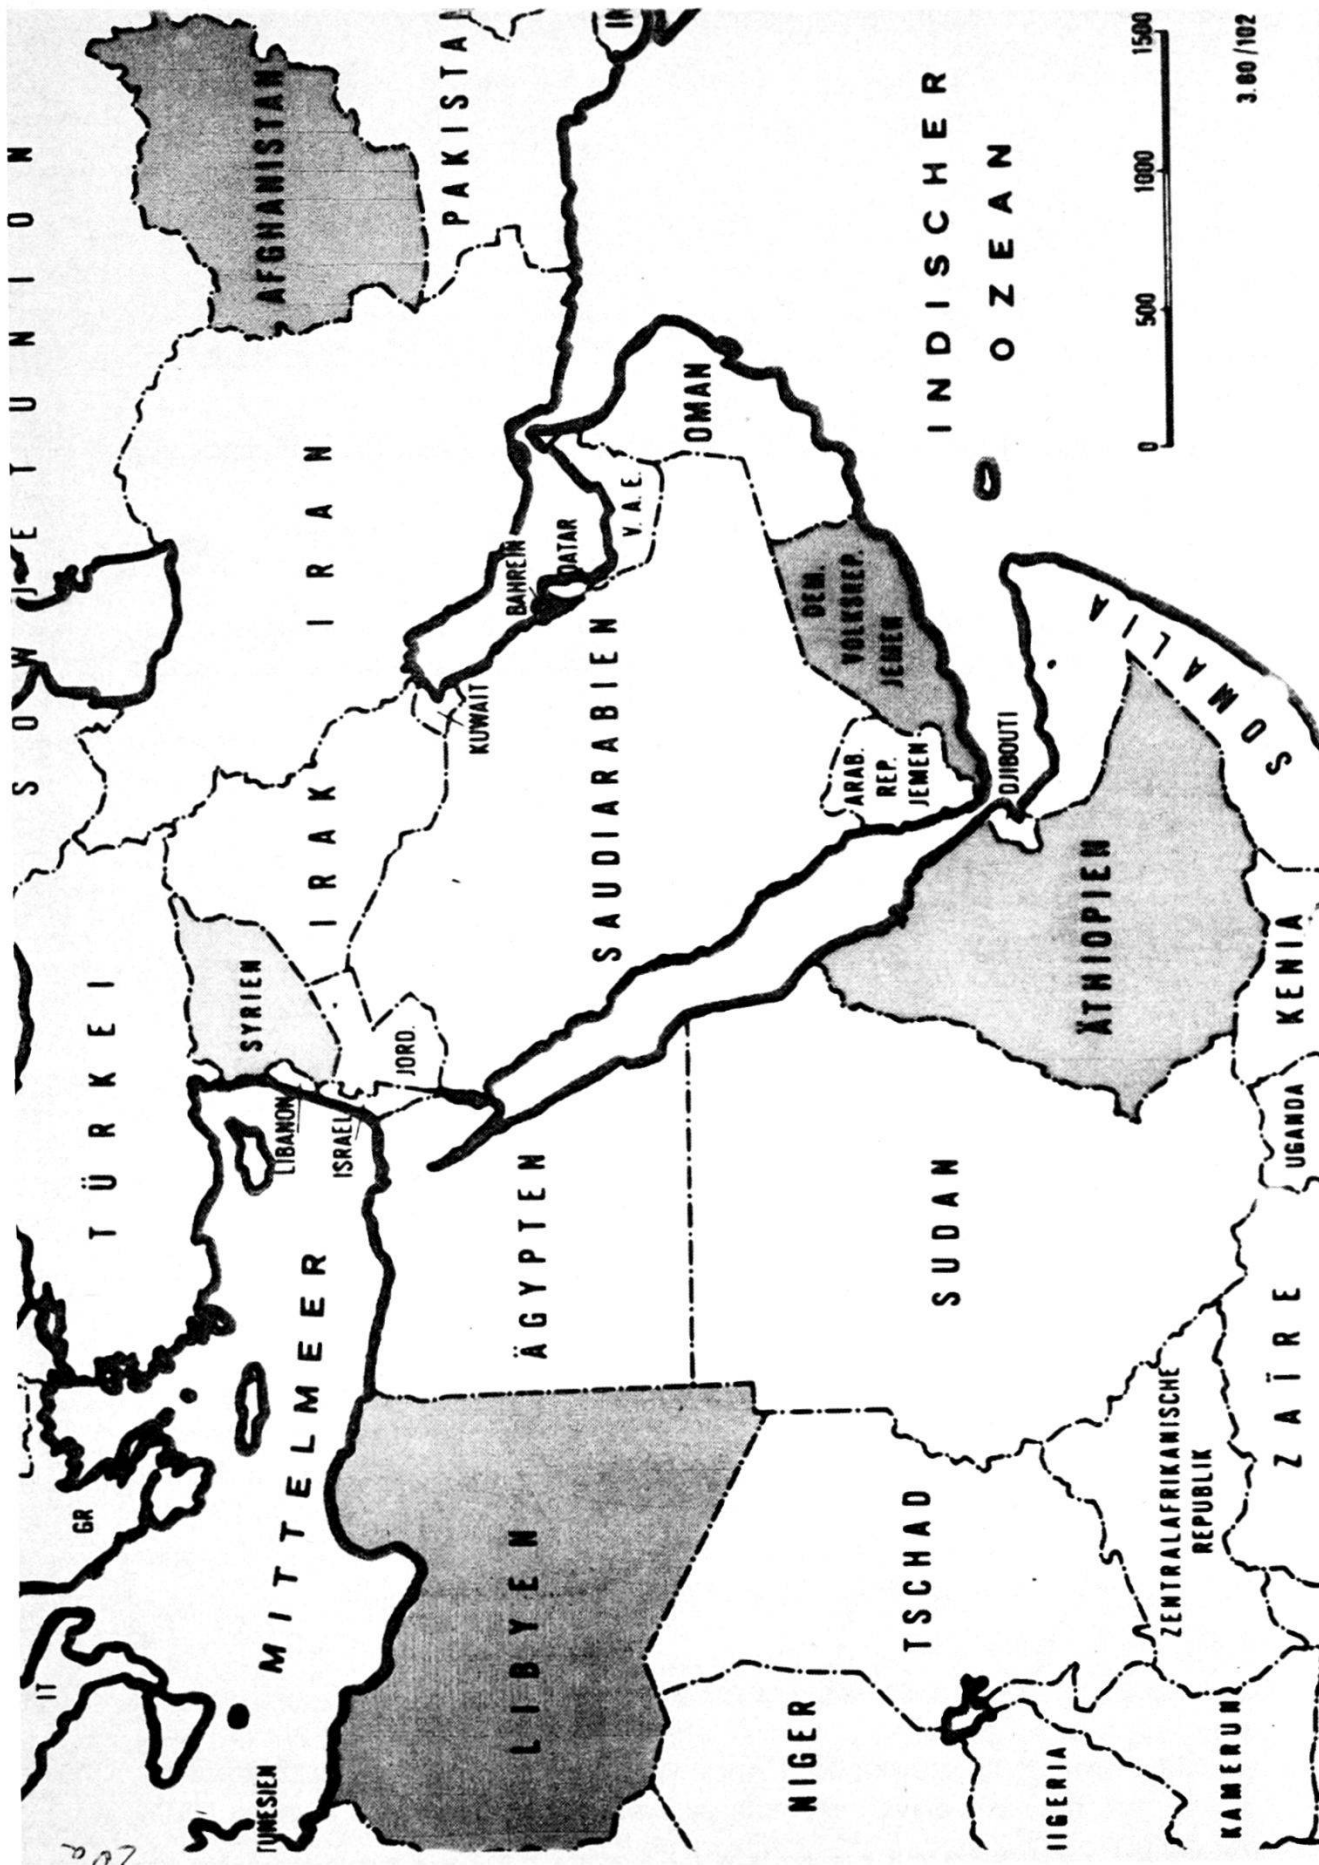 SOWJETUNION
TÜRKEI
GR
IT
AFGHANISTAN
SYRIEN
LIBANON
ISRAEL
MITTELMEER
TUNESIEN
IRAN
IRAK
JORD.
PAKISTA
KUWAIT
BAHREIN
QATAR
V. A. E.
ÄGYPTEN
LIBYEN
SAUDIARABIEN
OMAN
DEM.
VOLKSREP.
JEMEN
ARAB.
REP.
JEMEN
NIGER
TSCHAD
SUDAN
DJIBOUTI
INDISCHER
OZEAN
ÄTHIOPIEN
SOMALIA
IIGERIA
ZENTRALAFRIKANISCHE
REPUBLIK
KAMERUN
ZAÏRE
UGANDA
KENIA
0 500 1000 1500
3.80/102